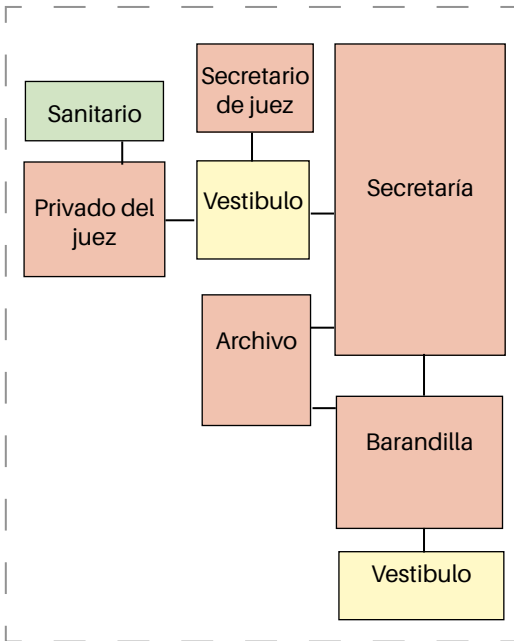 Secretario
de juez
Sanitario
Secretaría
Privado del
juez
Vestibulo
Archivo
Barandilla
Vestibulo